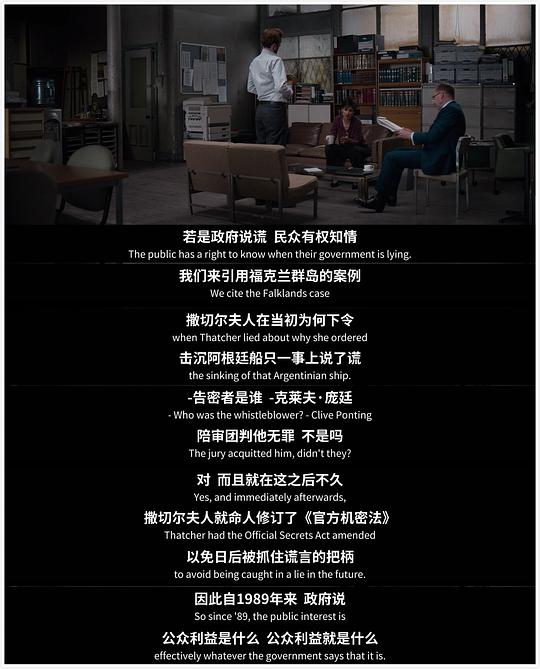 若是政府说谎 民众有权知情
The public has a right to know when their government is lying.
我们来引用福克兰群岛的案例
We cite the Falklands case
撒切尔夫人在当初为何下令
when Thatcher lied about why she ordered
击沉阿根廷船只一事上说了谎
the sinking of that Argentinian ship.
-告密者是谁 -克莱夫·庞廷
- Who was the whistleblower? - Clive Ponting
陪审团判他无罪 不是吗
The jury acquitted him, didn't they?
对 而且就在这之后不久
Yes, and immediately afterwards,
撒切尔夫人就命人修订了《官方机密法》
Thatcher had the Official Secrets Act amended
以免日后被抓住谎言的把柄
to avoid being caught in a lie in the future.
因此自1989年来 政府说
So since '89, the public interest is
公众利益是什么 公众利益就是什么
effectively whatever the government says that it is.